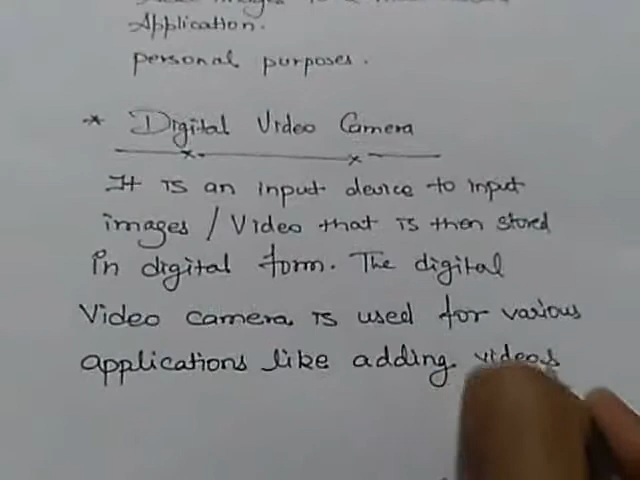 Application.
personal purposes.
* Digital Video Camera
It is an input device to input
images / Video that is then stored
in digital form. The digital
Video camera is used for various
applications like adding videos